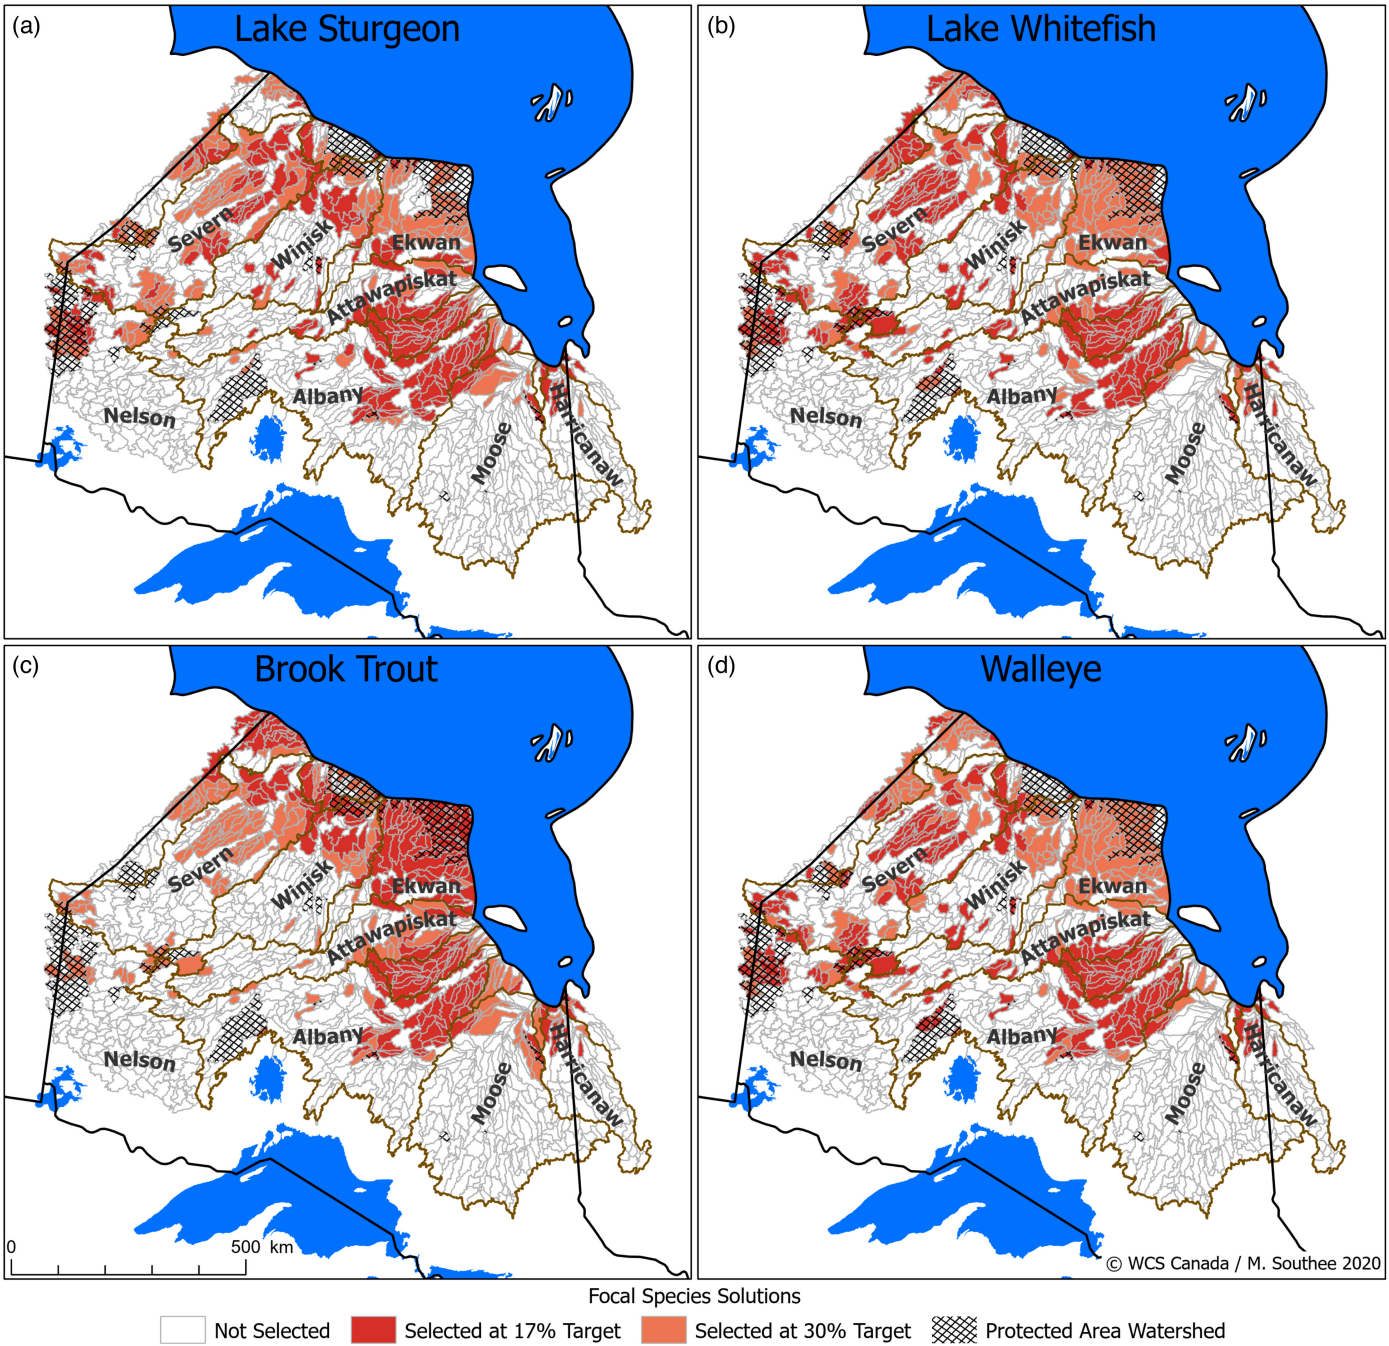 (a) Lake Sturgeon
Severn
Winisk
Ekwan
Attawapiskat
Albany
Nelson
Moose
Harricanaw
(b) Lake Whitefish
Severn
Winisk
Ekwan
Attawapiskat
Albany
Nelson
Moose
Harricanaw
(c) Brook Trout
Severn
Winisk
Ekwan
Attawapiskat
Albany
Nelson
Moose
Harricanaw
0 500 km
(d) Walleye
Severn
Winisk
Ekwan
Attawapiskat
Albany
Nelson
Moose
Harricanaw
© WCS Canada / M. Southee 2020
Focal Species Solutions
Not Selected Selected at 17% Target Selected at 30% Target Protected Area Watershed